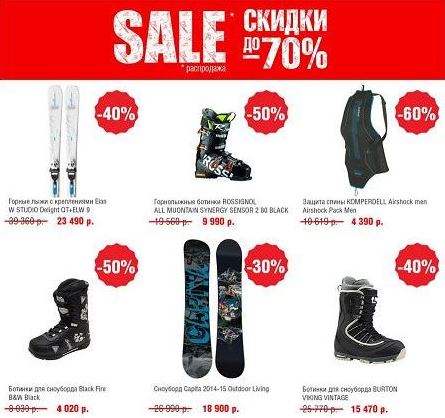 SALE*
* распродажа
СКИДКИ
ДО -70%
-40%
-50%
-60%
Горные лыжи с креплениями Elan
W STUDIO Delight QT+ELW 9
39 360 р. 23 490 р.
Горнолыжные ботинки ROSSIGNOL
ALL MUONTAIN SYNERGY SENSOR 2 80 BLACK
19 560 р. 9 990 р.
Защита спины KOMPERDELL Airshock men
Airshock Pack Men
10 619 р. 4 390 р.
-50%
-30%
-40%
Ботинки для сноуборда Black Fire
B&W Black
8 039 р. 4 020 р.
Сноуборд Capita 2014-15 Outdoor Living
26 990 р. 18 900 р.
Ботинки для сноуборда BURTON
VIKING VINTAGE
25 770 р. 15 470 р.